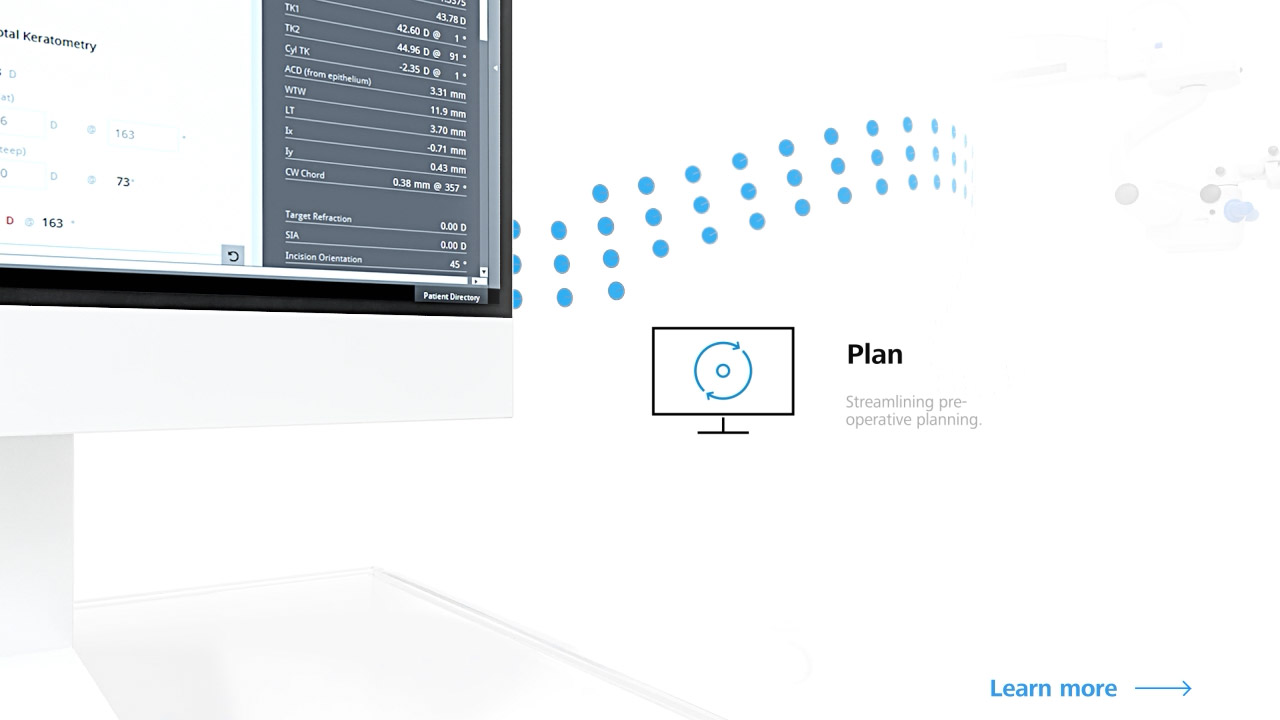 otal Keratometry
D
at)
6 D @ 163 °
teep)
0 D @ 73°
D @ 163 °
TK1 43.78 D
TK2 42.60 D @ 1 °
Cyl TK 44.96 D @ 91 °
-2.35 D @ 1 °
ACD (from epithelium) 3.31 mm
WTW 11.9 mm
LT 3.70 mm
Ix -0.71 mm
Iy 0.43 mm
CW Chord 0.38 mm @ 357 °
Target Refraction 0.00 D
SIA 0.00 D
Incision Orientation 45 °
Patient Directory
Plan
Streamlining pre-
operative planning.
Learn more